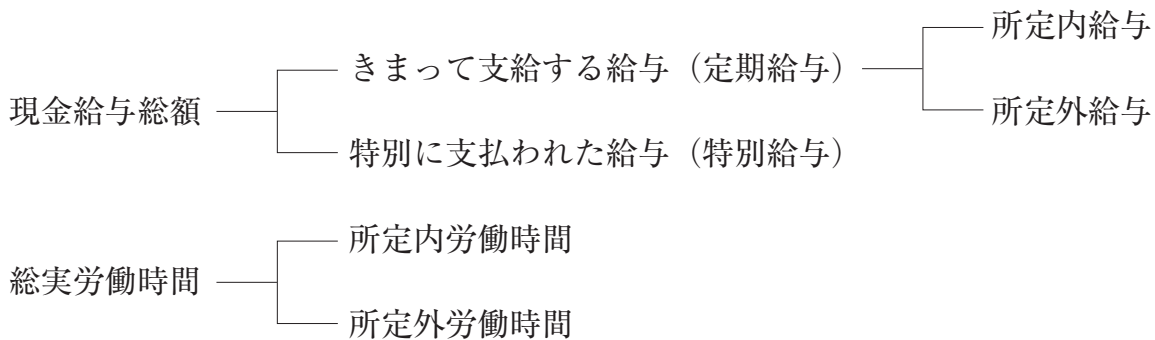 所定内給与
きまって支給する給与（定期給与）
現金給与総額
所定外給与
特別に支払われた給与（特別給与）
所定内労働時間
総実労働時間
所定外労働時間